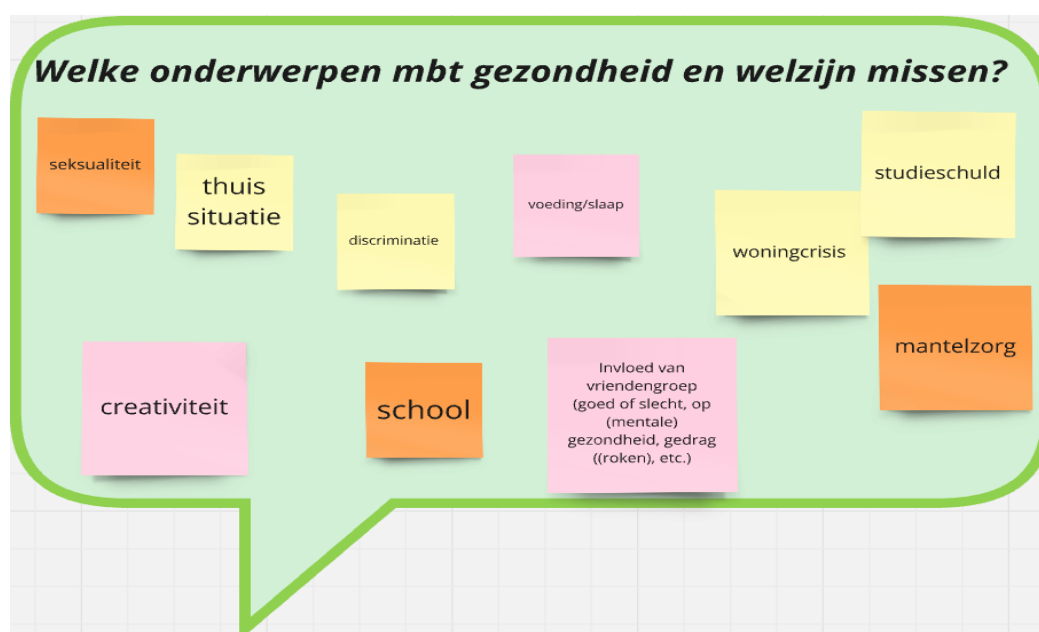 Welke onderwerpen mbt gezondheid en welzijn missen?
seksualiteit
thuis
situatie
discriminatie
voeding/slaap
woningcrisis
studieschuld
mantelzorg
creativiteit
school
Invloed van
vriendengroep
(goed of slecht, op
(mentale)
gezondheid, gedrag
((roken), etc.)